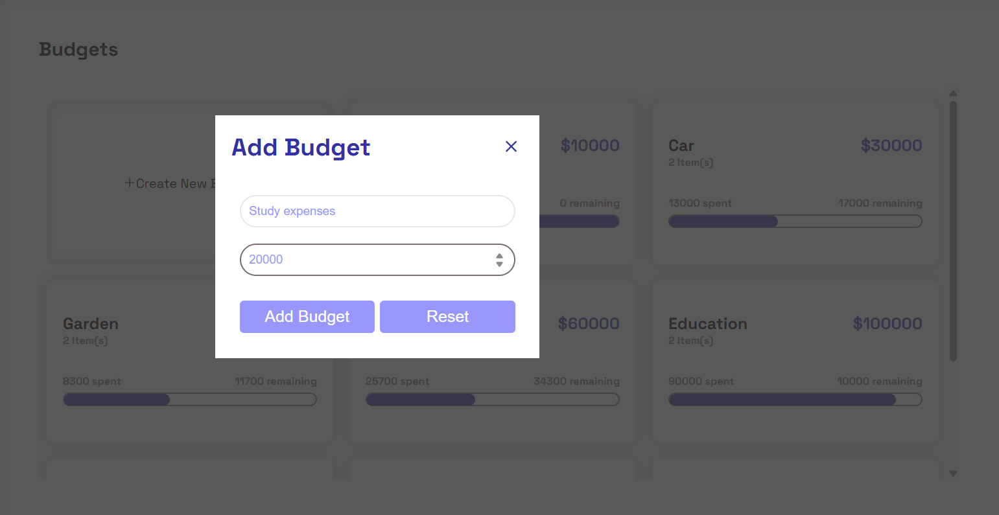 Budgets
Add Budget
Study expenses
20000
Add Budget
Reset
+Create New
$10000
0 remaining
Car
$30000
2 Item(s)
13000 spent
17000 remaining
Garden
2 Item(s)
8300 spent
11700 remaining
$60000
25700 spent
34300 remaining
Education
$100000
2 Item(s)
90000 spent
10000 remaining